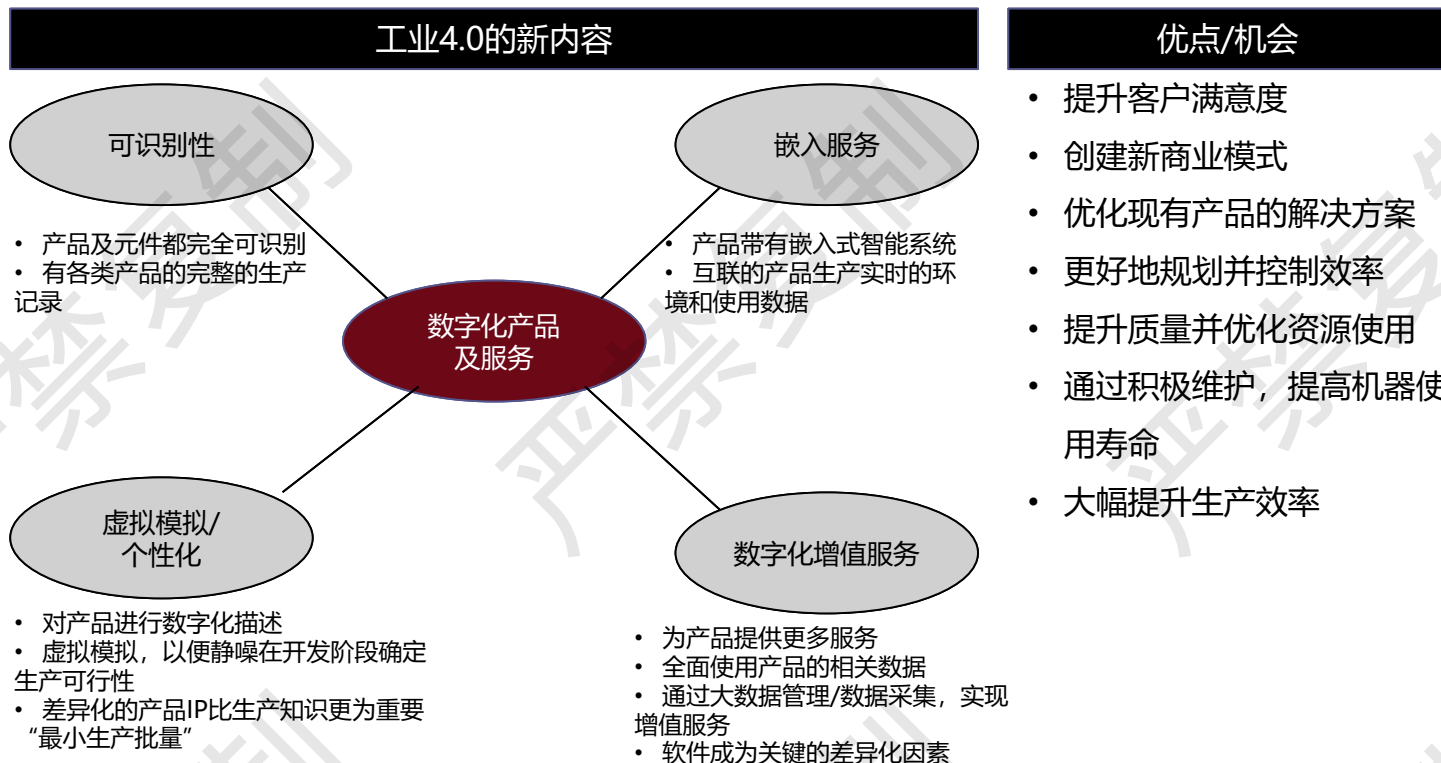 工业4.0的新内容
优点/机会
可识别性
嵌入服务
• 产品及元件都完全可识别
• 有各类产品的完整的生产
记录
• 产品带有嵌入式智能系统
• 互联的产品生产实时的环
境和使用数据
数字化产品
及服务
虚拟模拟/
个性化
数字化增值服务
• 对产品进行数字化描述
• 虚拟模拟，以便静噪在开发阶段确定
生产可行性
• 差异化的产品IP比生产知识更为重要
“最小生产批量”
• 为产品提供更多服务
• 全面使用产品的相关数据
• 通过大数据管理/数据采集，实现
增值服务
• 软件成为关键的差异化因素
• 提升客户满意度
• 创建新商业模式
• 优化现有产品的解决方案
• 更好地规划并控制效率
• 提升质量并优化资源使用
• 通过积极维护，提高机器使
用寿命
• 大幅提升生产效率
严禁复制
严禁复制
严禁复制